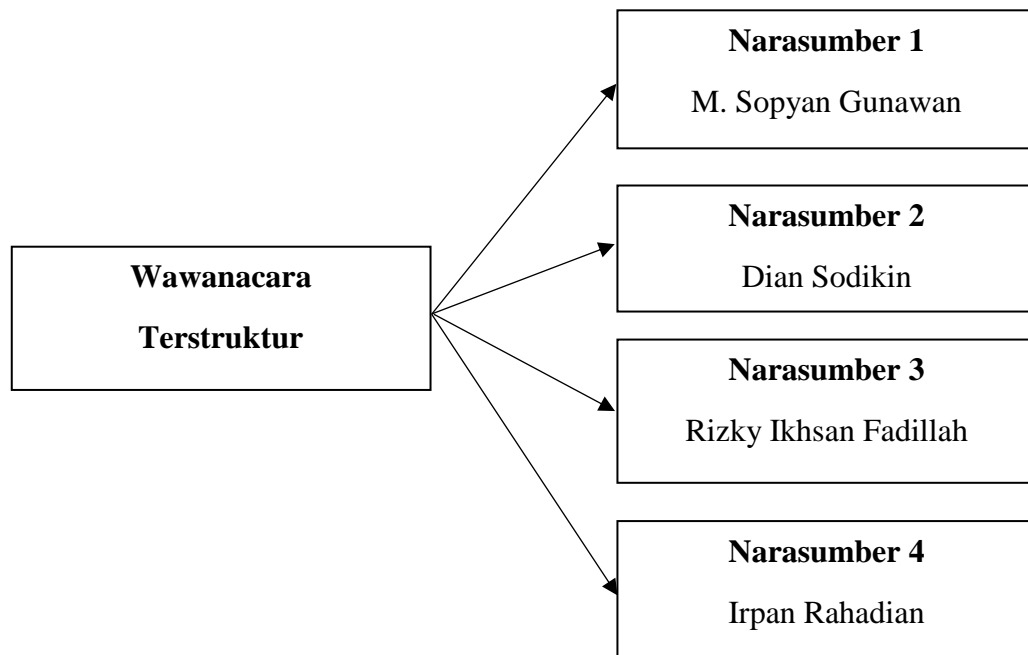 Narasumber 1
M. Sopyan Gunawan
Narasumber 2
Dian Sodikin
Wawanacara
Terstruktur
Narasumber 3
Rizky Ikhsan Fadillah
Narasumber 4
Irpan Rahadian